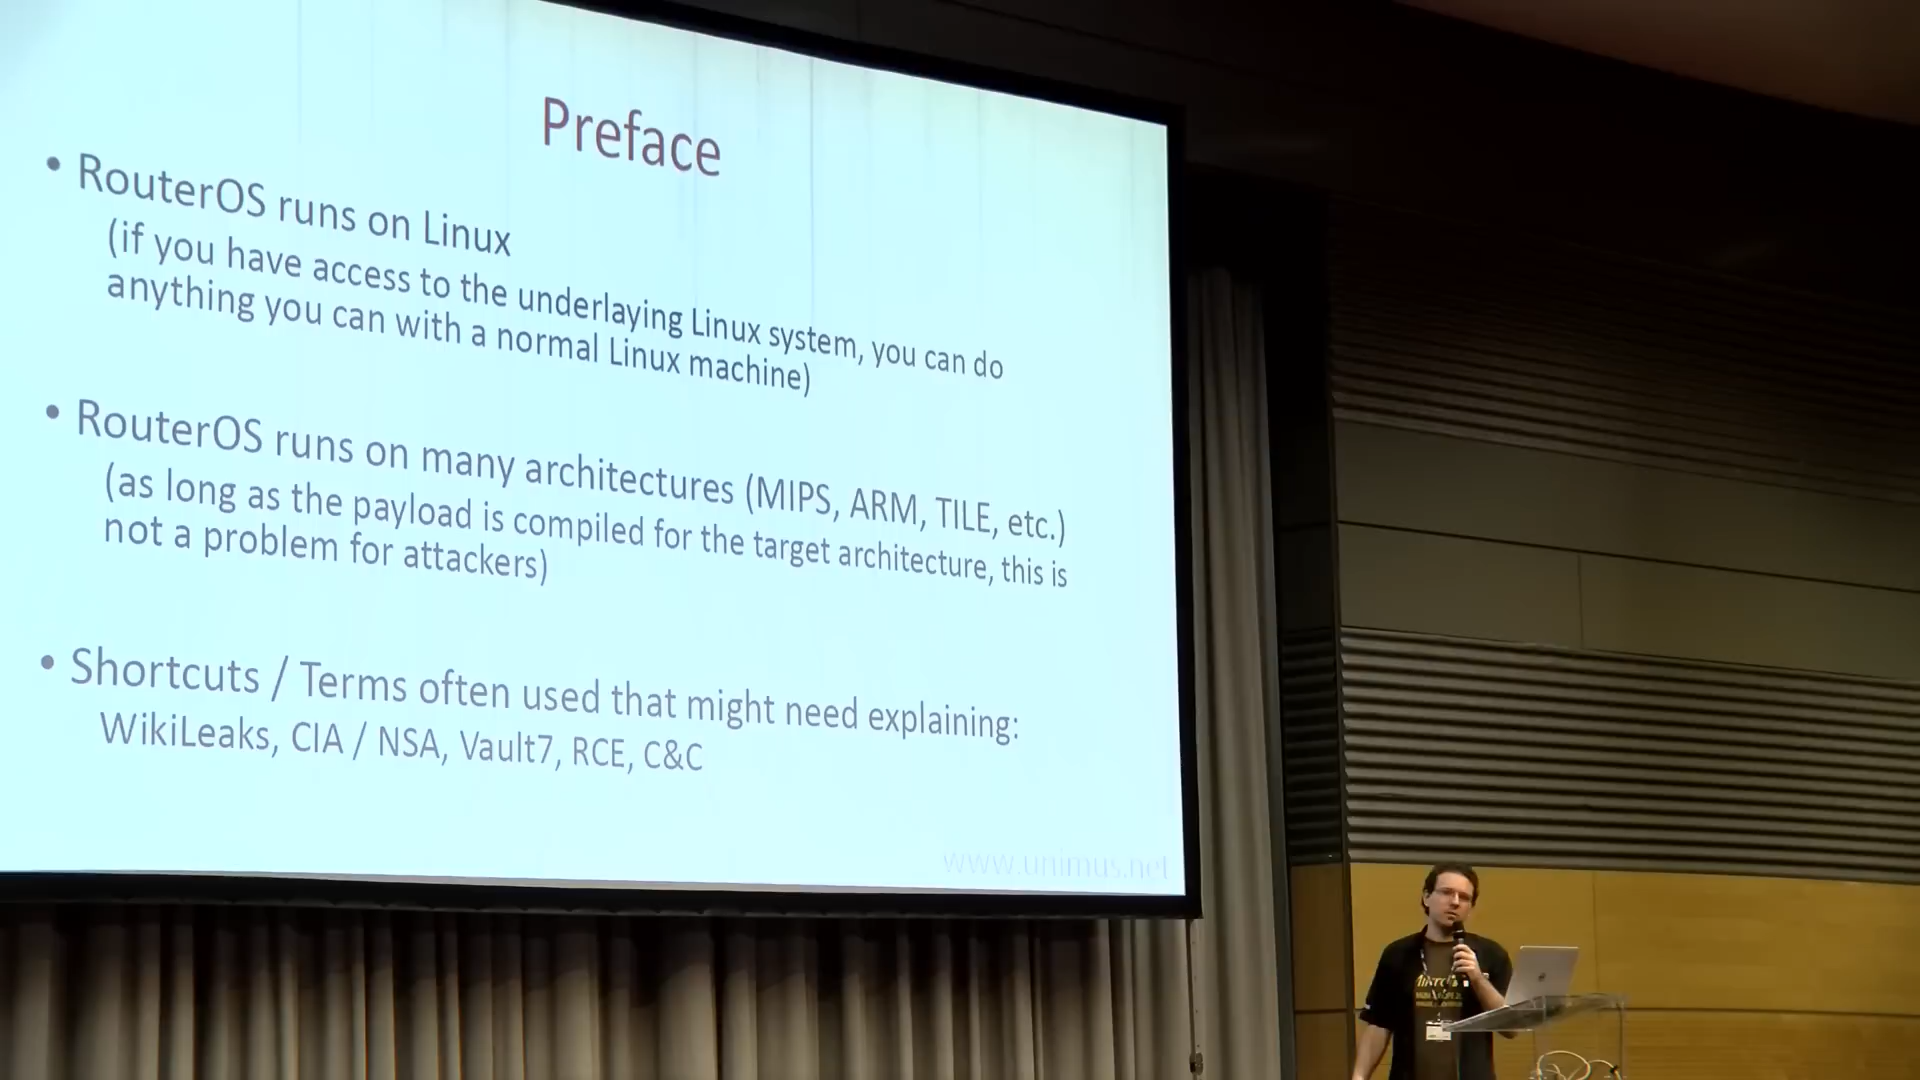 Preface
• RouterOS runs on Linux
(if you have access to the underlaying Linux system, you can do
anything you can with a normal Linux machine)
• RouterOS runs on many architectures (MIPS, ARM, TILE, etc.)
(as long as the payload is compiled for the target architecture, this is
not a problem for attackers)
• Shortcuts / Terms often used that might need explaining:
WikiLeaks, CIA / NSA, Vault7, RCE, C&C
www.unimus.net